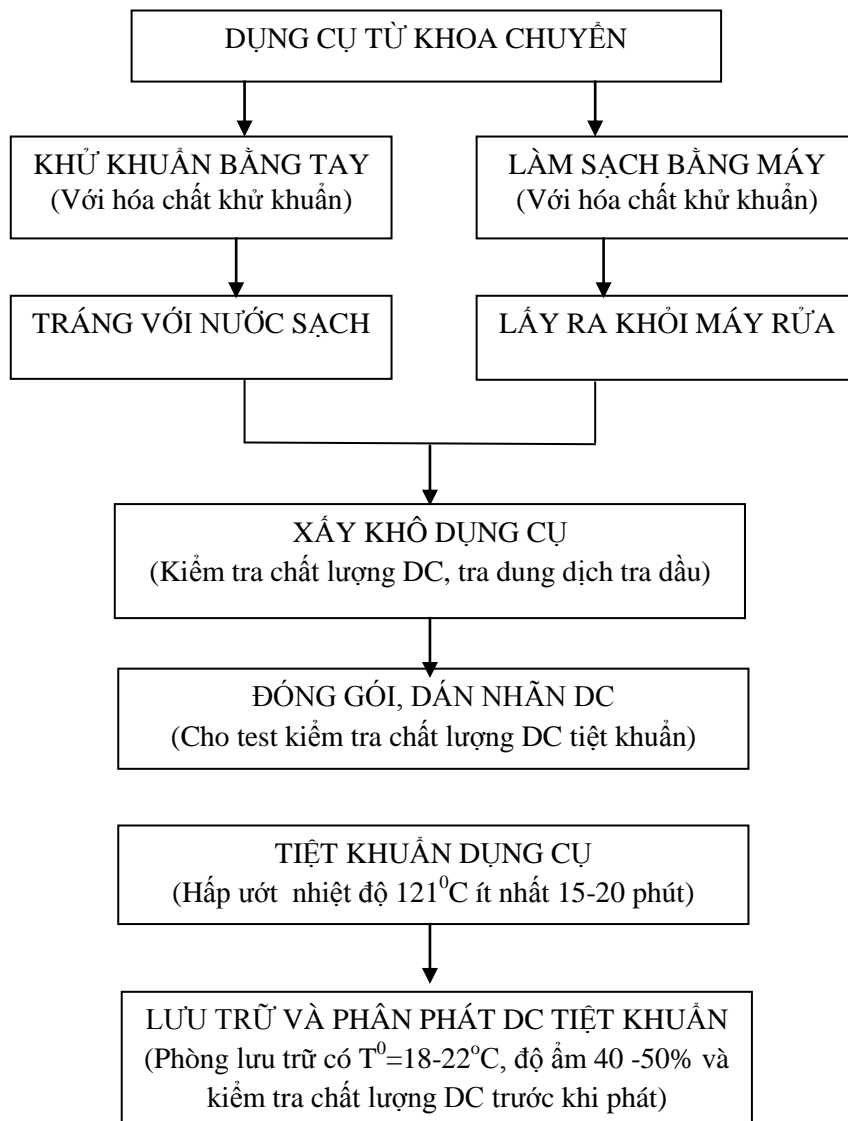 DỤNG CỤ TỪ KHOA CHUYỂN
KHỬ KHUẨN BẰNG TAY
(Với hóa chất khử khuẩn)
LÀM SẠCH BẰNG MÁY
(Với hóa chất khử khuẩn)
TRÁNG VỚI NƯỚC SẠCH
LẤY RA KHỎI MÁY RỬA
XẤY KHÔ DỤNG CỤ
(Kiểm tra chất lượng DC, tra dung dịch tra dầu)
ĐÓNG GÓI, DÁN NHÃN DC
(Cho test kiểm tra chất lượng DC tiệt khuẩn)
TIỆT KHUẨN DỤNG CỤ
(Hấp ướt nhiệt độ 121⁰C ít nhất 15-20 phút)
LƯU TRỮ VÀ PHÂN PHÁT DC TIỆT KHUẨN
(Phòng lưu trữ có T⁰=18-22ᵒC, độ ẩm 40 -50% và
kiểm tra chất lượng DC trước khi phát)